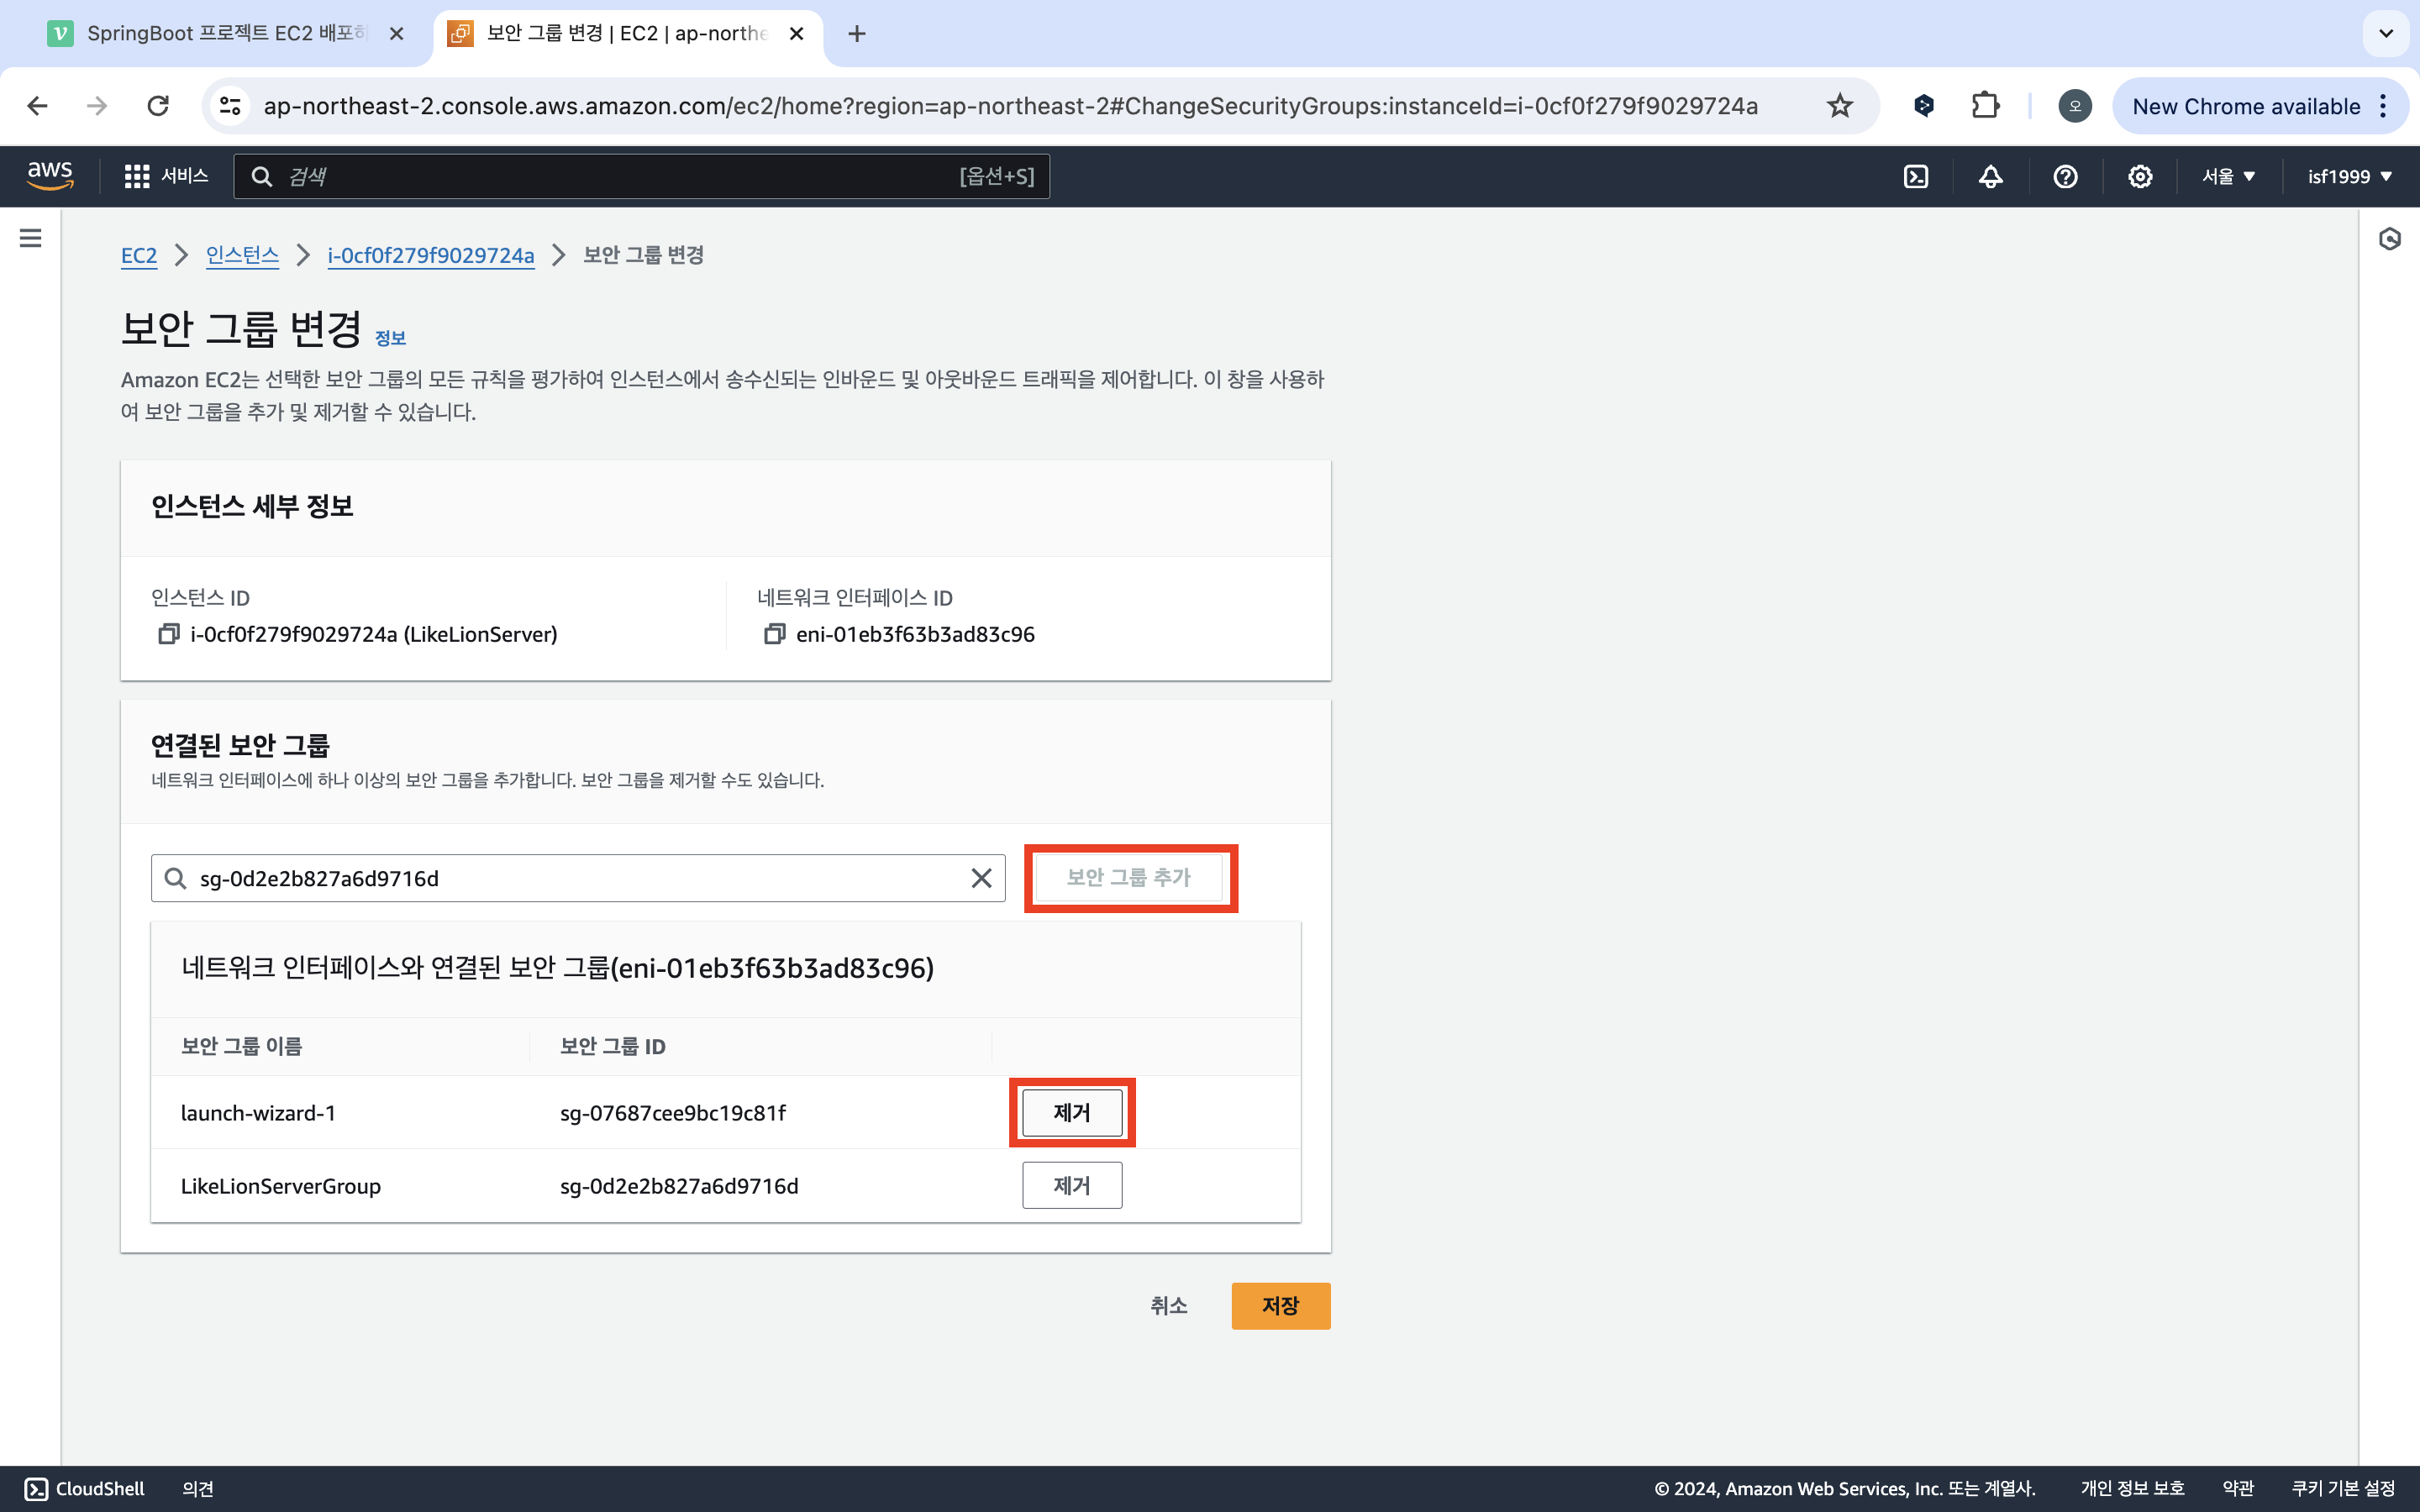 SpringBoot 프로젝트 EC2 배포
보안 그룹 변경 | EC2 | ap-northe
ap-northeast-2.console.aws.amazon.com/ec2/home?region=ap-northeast-2#ChangeSecurityGroups:instanceId=i-0cf0f279f9029724a
오
New Chrome available
aws
서비스
검색
[옵션+S]
서울
isf1999
EC2
인스턴스
i-0cf0f279f9029724a
보안 그룹 변경
보안 그룹 변경 정보
Amazon EC2는 선택한 보안 그룹의 모든 규칙을 평가하여 인스턴스에서 송수신되는 인바운드 및 아웃바운드 트래픽을 제어합니다. 이 창을 사용하
여 보안 그룹을 추가 및 제거할 수 있습니다.
인스턴스 세부 정보
인스턴스 ID
i-0cf0f279f9029724a (LikeLionServer)
네트워크 인터페이스 ID
eni-01eb3f63b3ad83c96
연결된 보안 그룹
네트워크 인터페이스에 하나 이상의 보안 그룹을 추가합니다. 보안 그룹을 제거할 수도 있습니다.
sg-0d2e2b827a6d9716d
보안 그룹 추가
네트워크 인터페이스와 연결된 보안 그룹(eni-01eb3f63b3ad83c96)
보안 그룹 이름
보안 그룹 ID
launch-wizard-1
sg-07687cee9bc19c81f
제거
LikeLionServerGroup
sg-0d2e2b827a6d9716d
제거
취소
저장
CloudShell
의견
© 2024, Amazon Web Services, Inc. 또는 계열사.
개인 정보 보호
약관
쿠키 기본 설정